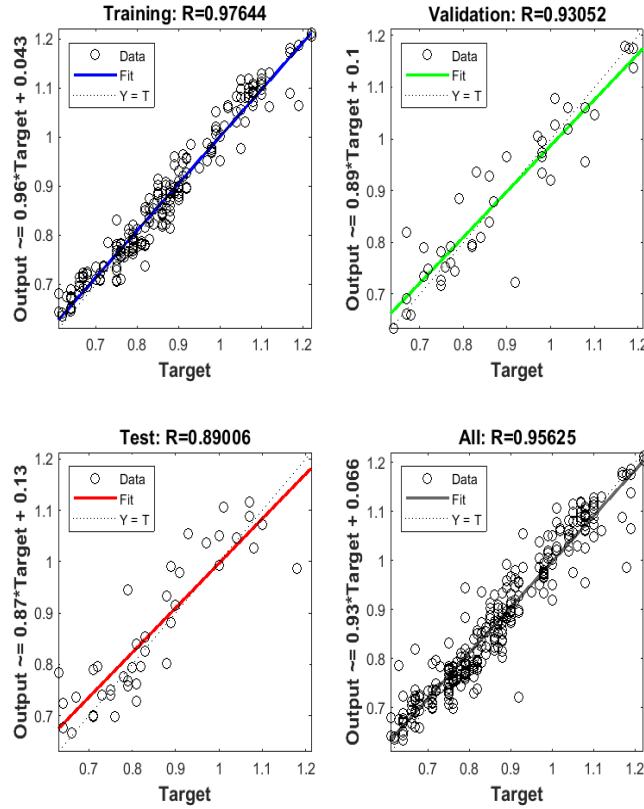 Training: R=0.97644
Output ~= 0.96*Target + 0.043
Data
Fit
Y = T
1.2
1.1
1
0.9
0.8
0.7
0.7 0.8 0.9 1 1.1 1.2
Target
Validation: R=0.93052
Output ~= 0.89*Target + 0.1
Data
Fit
Y = T
1.2
1.1
1
0.9
0.8
0.7
0.7 0.8 0.9 1 1.1 1.2
Target
Test: R=0.89006
Output ~= 0.87*Target + 0.13
Data
Fit
Y = T
1.2
1.1
1
0.9
0.8
0.7
0.7 0.8 0.9 1 1.1 1.2
Target
All: R=0.95625
Output ~= 0.93*Target + 0.066
Data
Fit
Y = T
1.2
1.1
1
0.9
0.8
0.7
0.7 0.8 0.9 1 1.1 1.2
Target